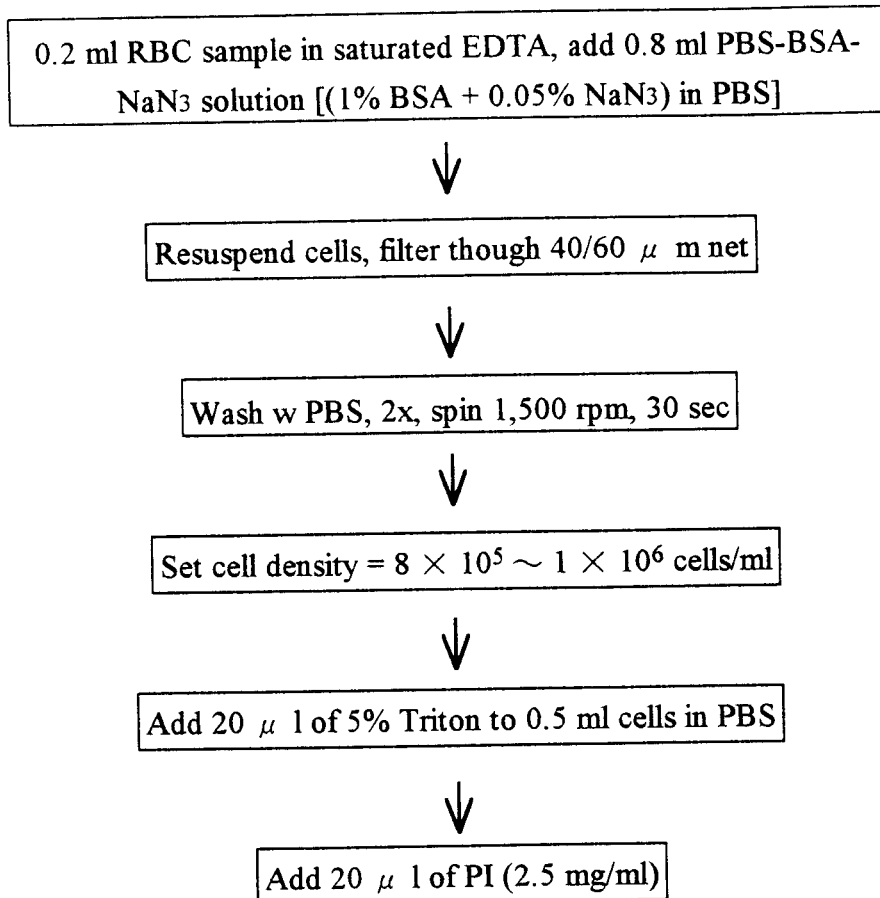 0.2 ml RBC sample in saturated EDTA, add 0.8 ml PBS-BSA-
NaN3 solution [(1% BSA + 0.05% NaN3) in PBS]
Resuspend cells, filter though 40/60 μ m net
Wash w PBS, 2x, spin 1,500 rpm, 30 sec
Set cell density = 8 × 10⁵ ~ 1 × 10⁶ cells/ml
Add 20 μ l of 5% Triton to 0.5 ml cells in PBS
Add 20 μ l of PI (2.5 mg/ml)